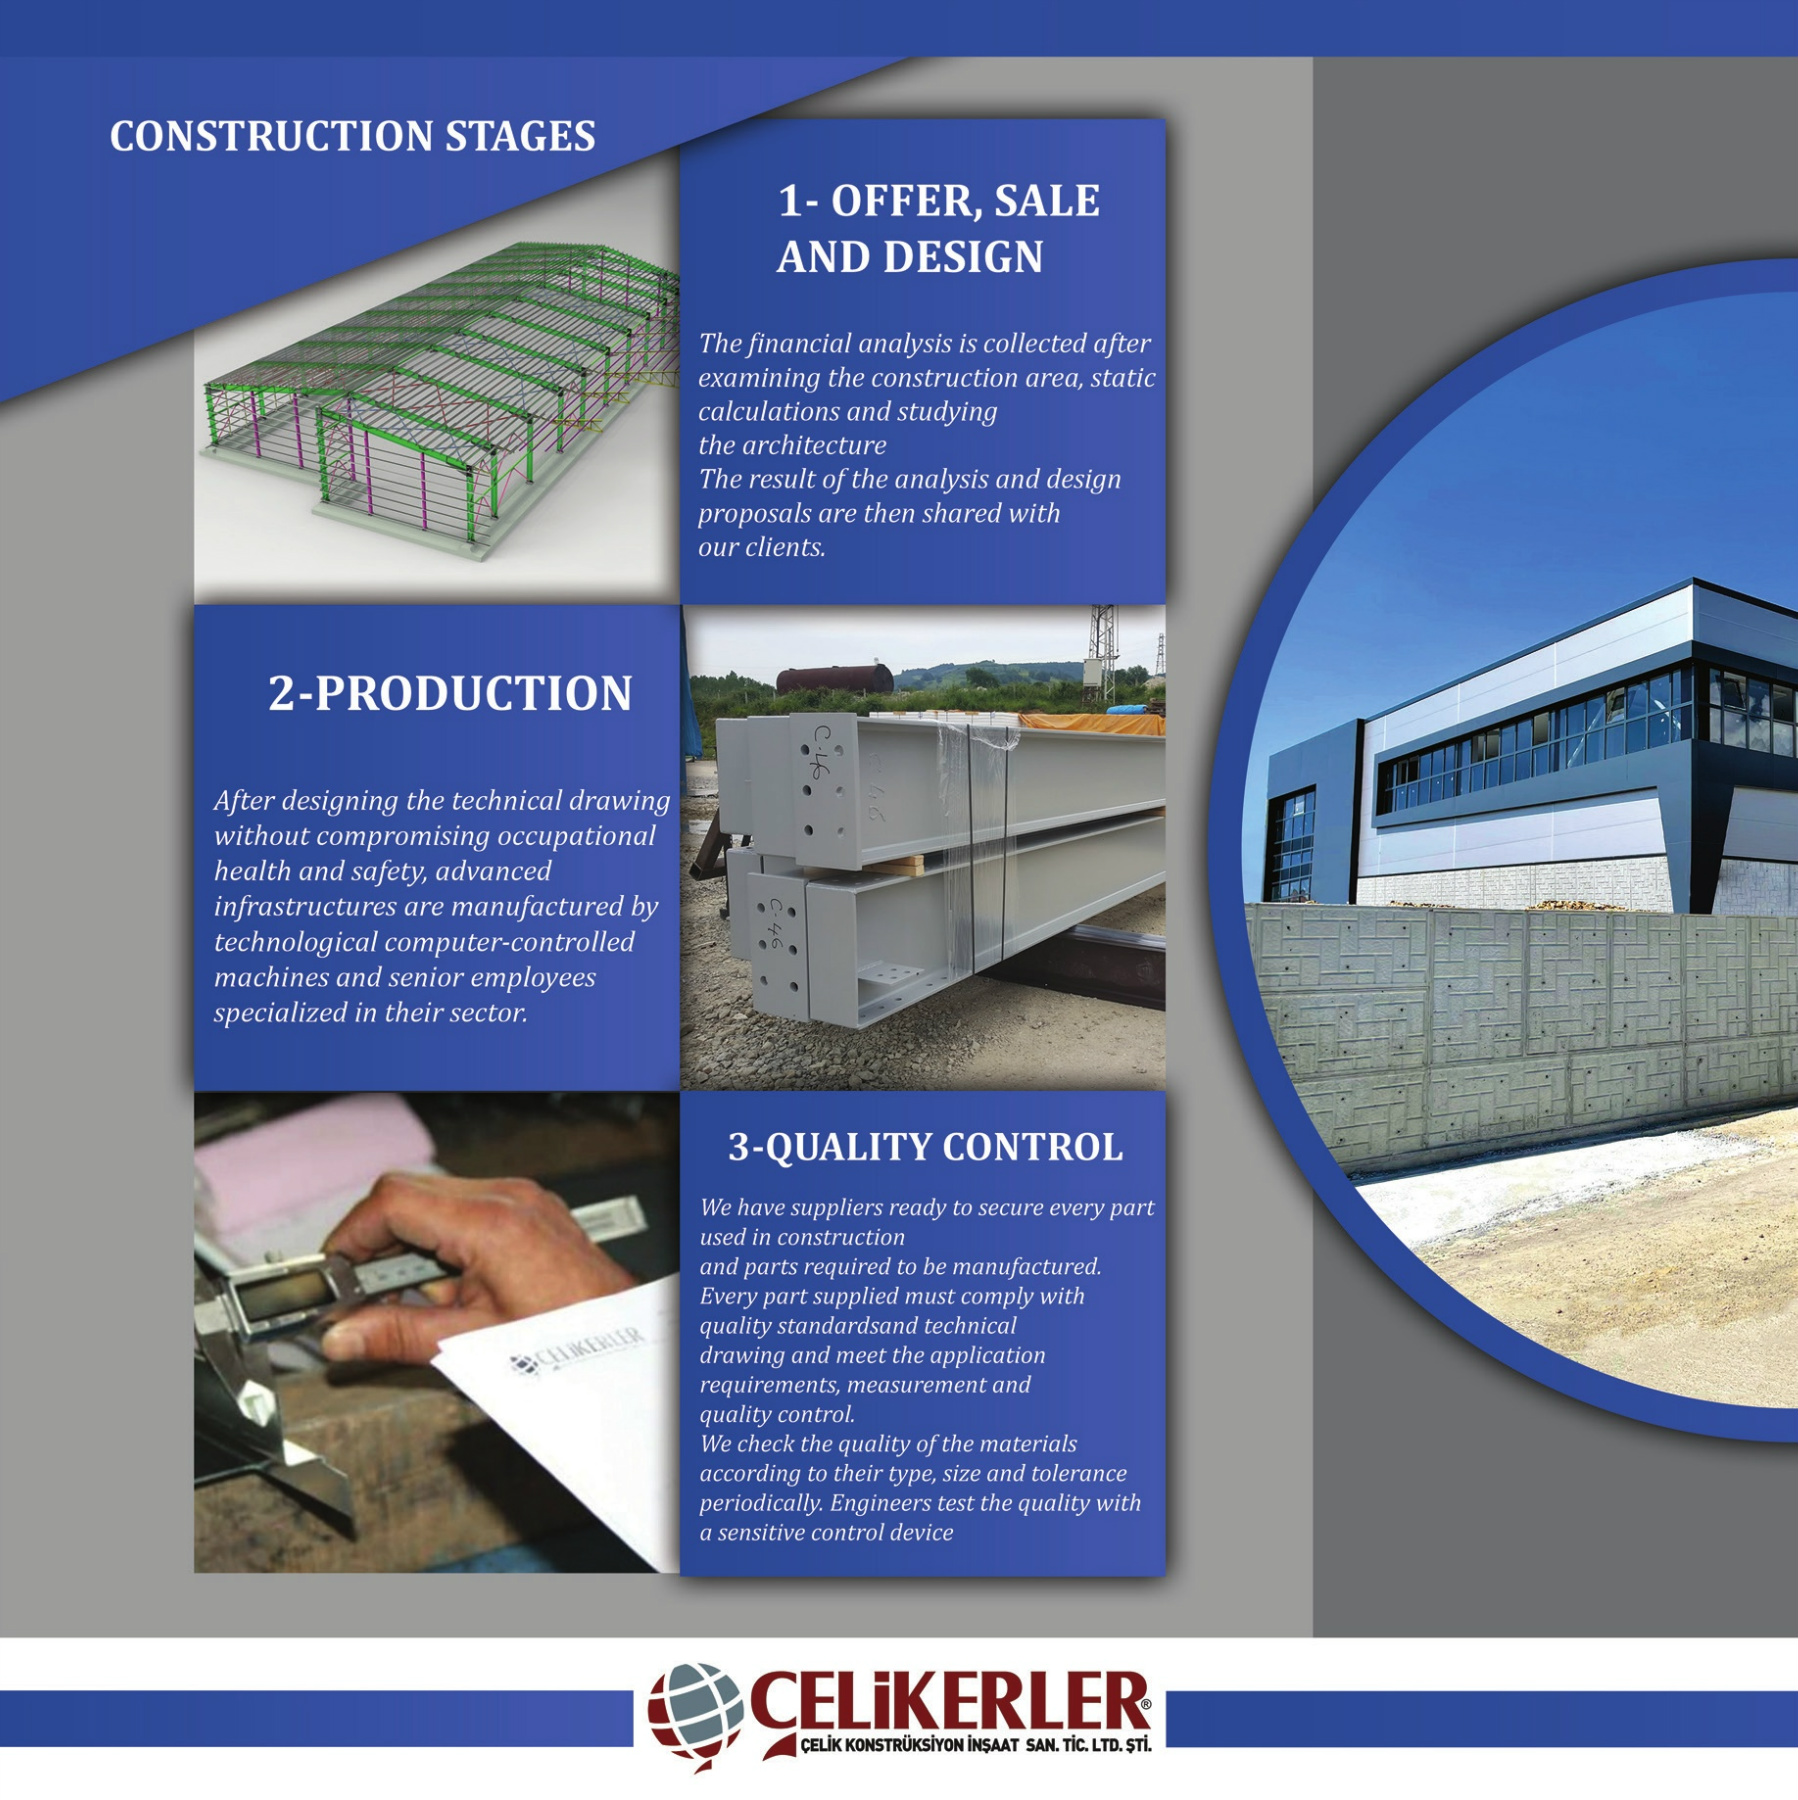 CONSTRUCTION STAGES
1- OFFER, SALE
AND DESIGN
The financial analysis is collected after
examining the construction area, static
calculations and studying
the architecture
The result of the analysis and design
proposals are then shared with
our clients.
2-PRODUCTION
After designing the technical drawing
without compromising occupational
health and safety, advanced
infrastructures are manufactured by
technological computer-controlled
machines and senior employees
specialized in their sector.
C-46
C-46
C-46
3-QUALITY CONTROL
We have suppliers ready to secure every part
used in construction
and parts required to be manufactured.
Every part supplied must comply with
quality standardsand technical
drawing and meet the application
requirements, measurement and
quality control.
We check the quality of the materials
according to their type, size and tolerance
periodically. Engineers test the quality with
a sensitive control device
ÇELİKERLER
ÇELiKERLER®
ÇELİK KONSTRÜKSİYON İNŞAAT SAN. TİC. LTD. ŞTİ.